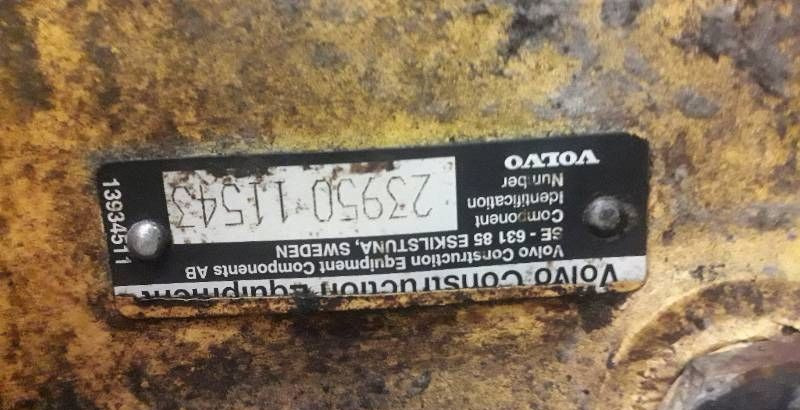 Volvo Construction Equipment
Volvo Construction Equipment Components AB
SE - 631 85 ESKILSTUNA, SWEDEN
Component
Identification
Number
23950 11543
VOLVO
13934511